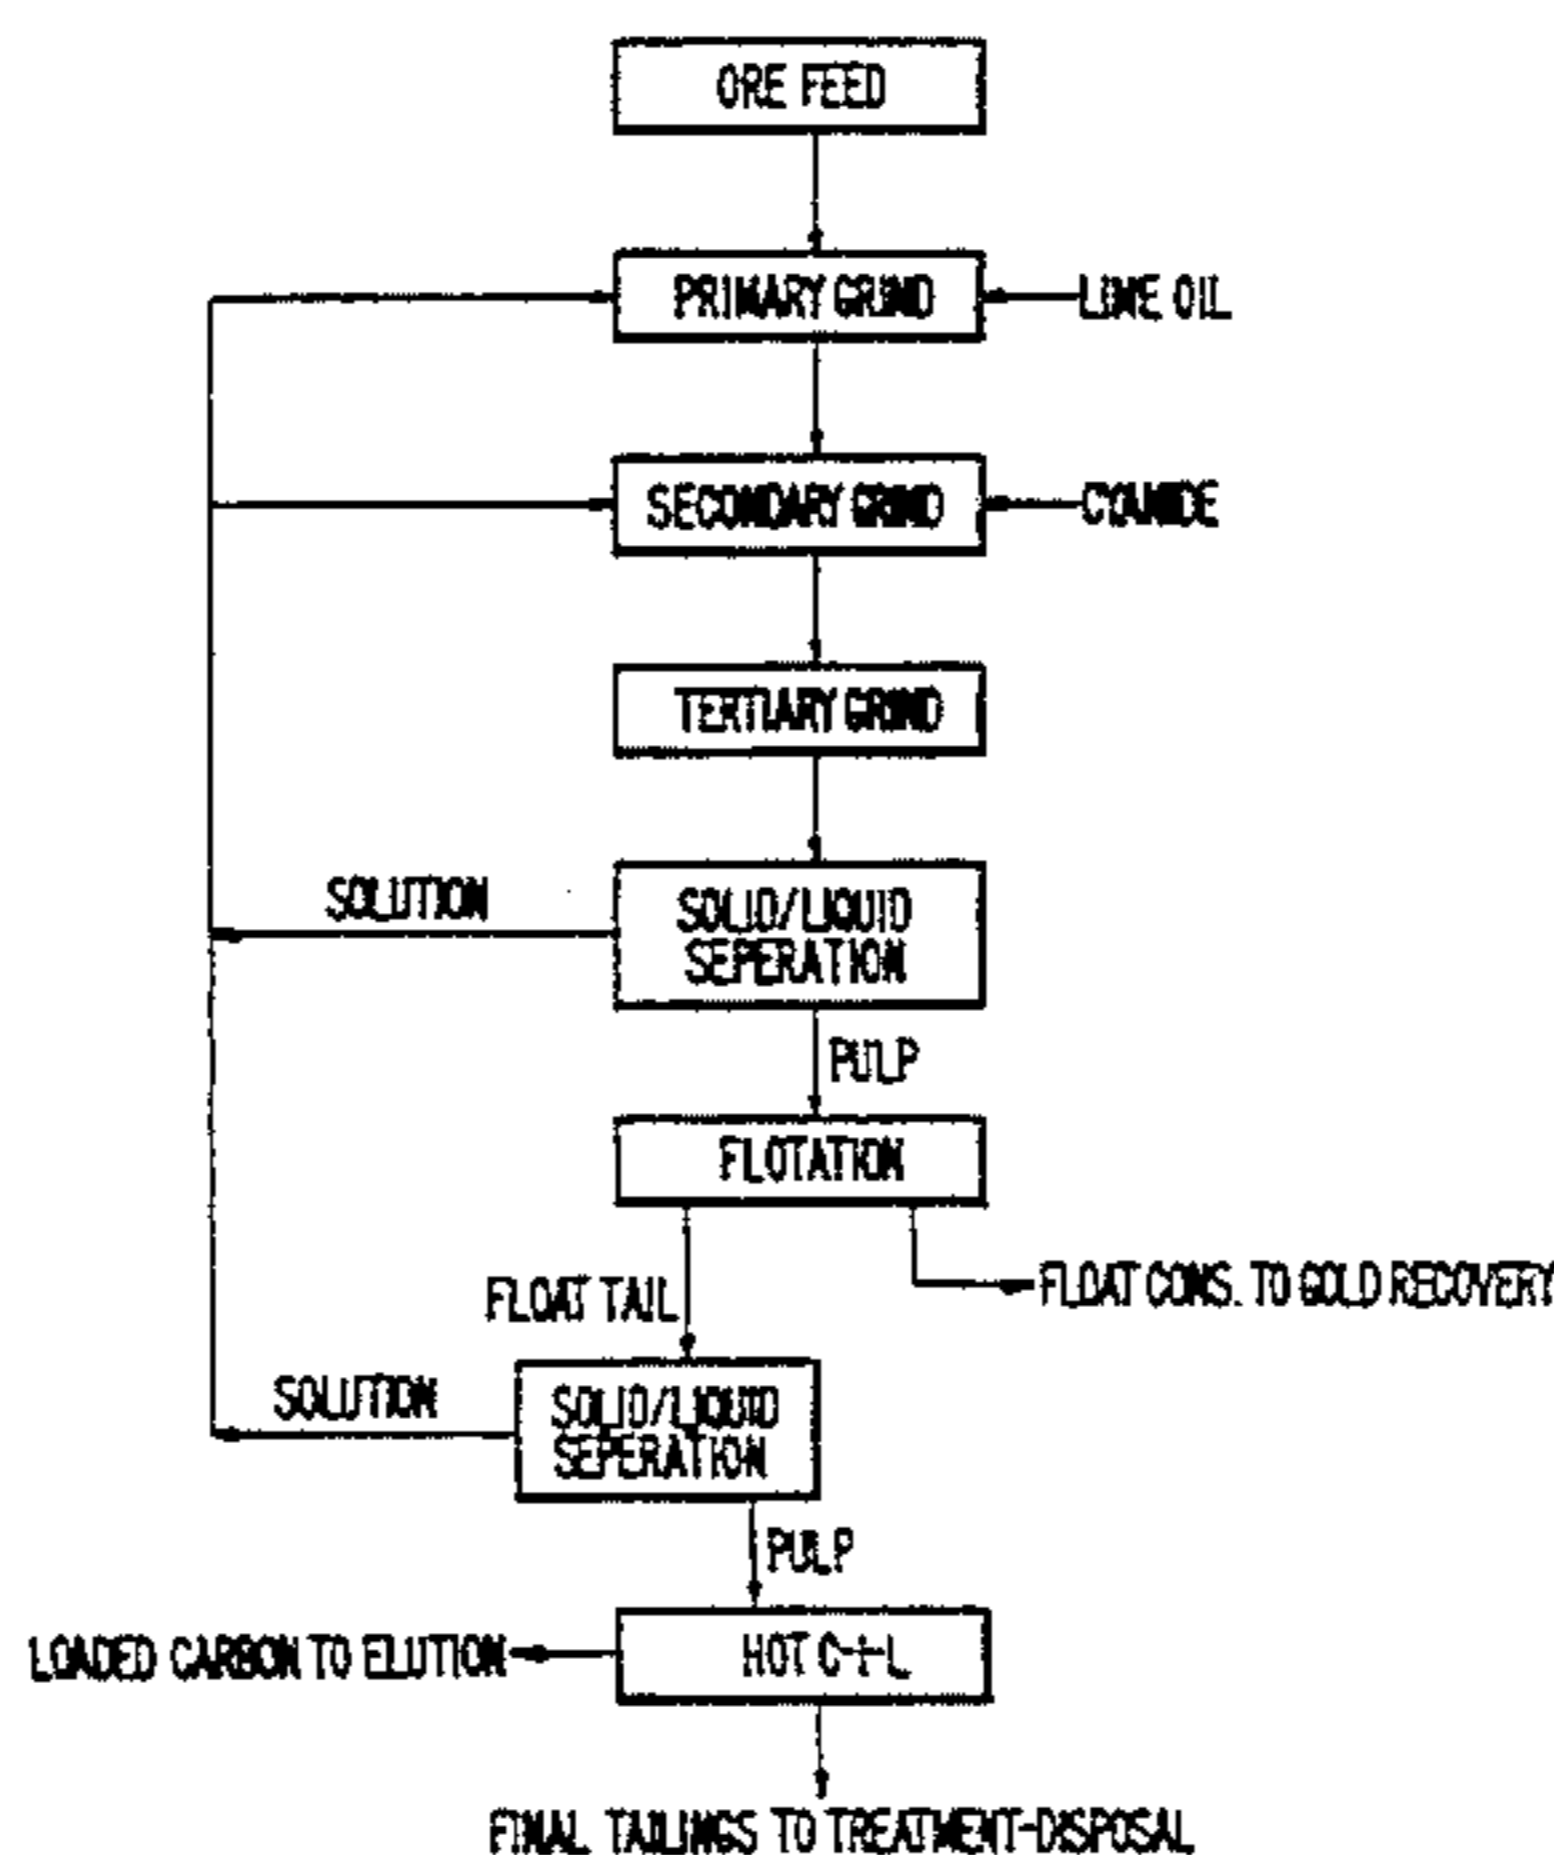 ORE FEED
PRIMARY GRIND
LIME OIL
SECONDARY GRIND
CYANIDE
TERTIARY GRIND
SOLUTION
SOLID/LIQUID
SEPERATION
PULP
FLOTATION
FLOAT TAIL
FLOAT CONS. TO GOLD RECOVERY
SOLUTION
SOLID/LIQUID
SEPERATION
PULP
LOADED CARBON TO ELUTION
HOT C-I-L
FINAL TAILINGS TO TREATMENT-DISPOSAL